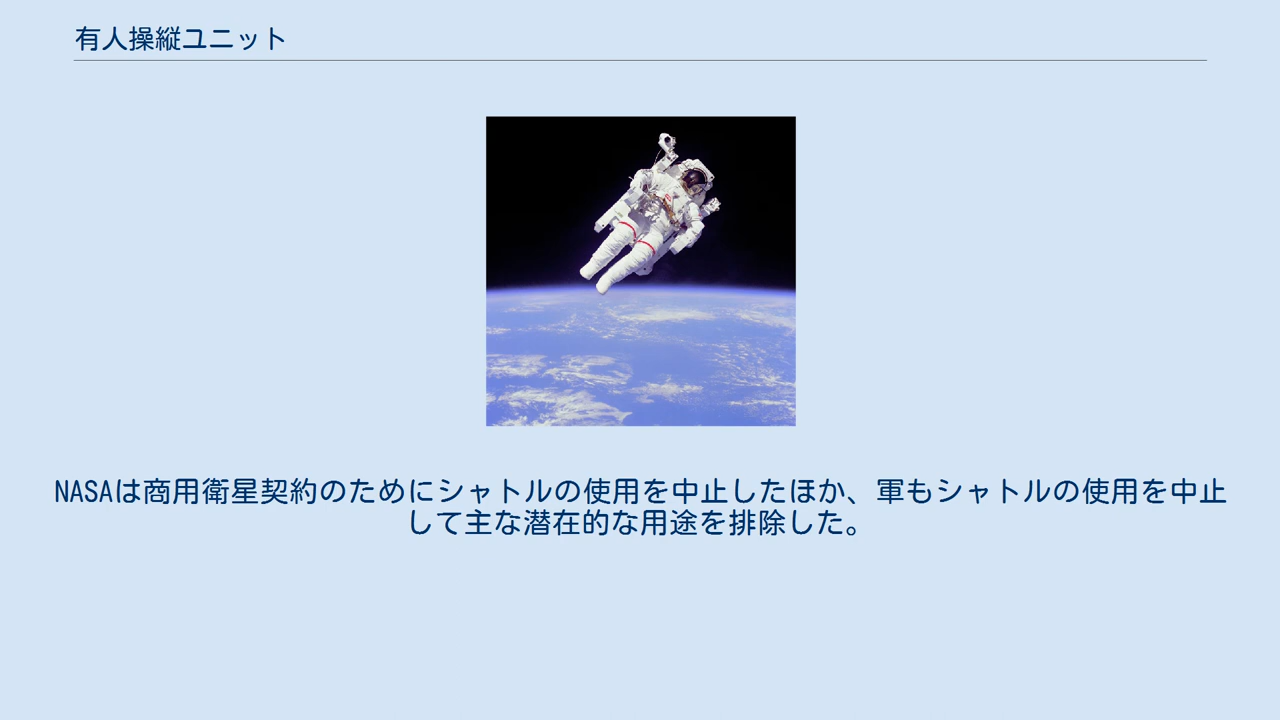 有人操縦ユニット
NASAは商用衛星契約のためにシャトルの使用を中止したほか、軍もシャトルの使用を中止
して主な潜在的な用途を排除した。